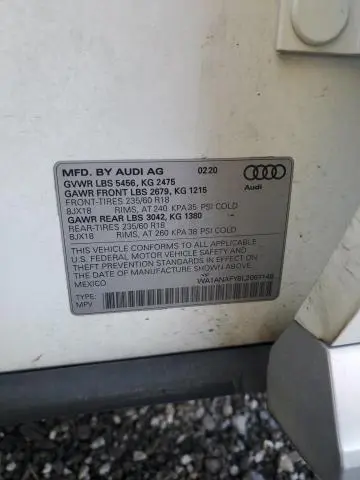 MFD. BY AUDI AG 0220
GVWR LBS 5456, KG 2475
GAWR FRONT LBS 2679, KG 1215
FRONT-TIRES 235/60 R18
8JX18 RIMS, AT 240 KPA 35 PSI COLD
GAWR REAR LBS 3042, KG 1380
REAR-TIRES 235/60 R18
8JX18 RIMS, AT 260 KPA 38 PSI COLD
Audi
THIS VEHICLE CONFORMS TO ALL APPLICABLE
U.S. FEDERAL MOTOR VEHICLE SAFETY AND
THEFT PREVENTION STANDARDS IN EFFECT
ON THE DATE OF MANUFACTURE SHOWN ABOVE.
MEXICO
TYPE:
MPV